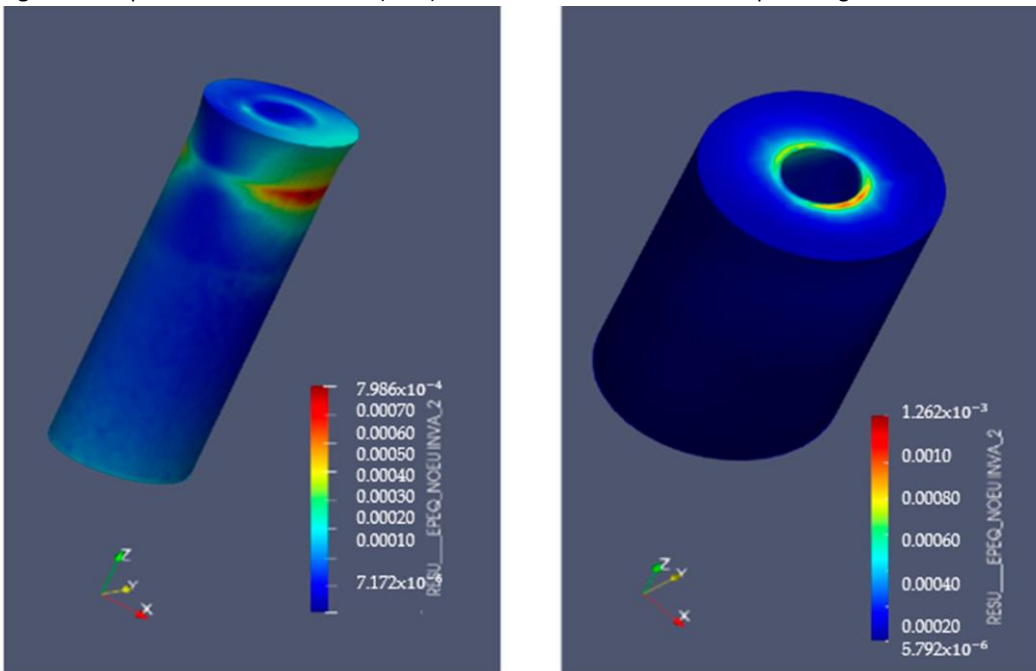 7.986x10⁻⁴
0.00070
0.00060
0.00050
0.00040
0.00030
0.00020
0.00010
7.172x10⁻⁶
RESU___EPEQ_NOEU INVA_2
Z
Y
X
1.262x10⁻³
0.0010
0.00080
0.00060
0.00040
0.00020
5.792x10⁻⁶
RESU___EPEQ_NOEU INVA_2
Z
Y
X